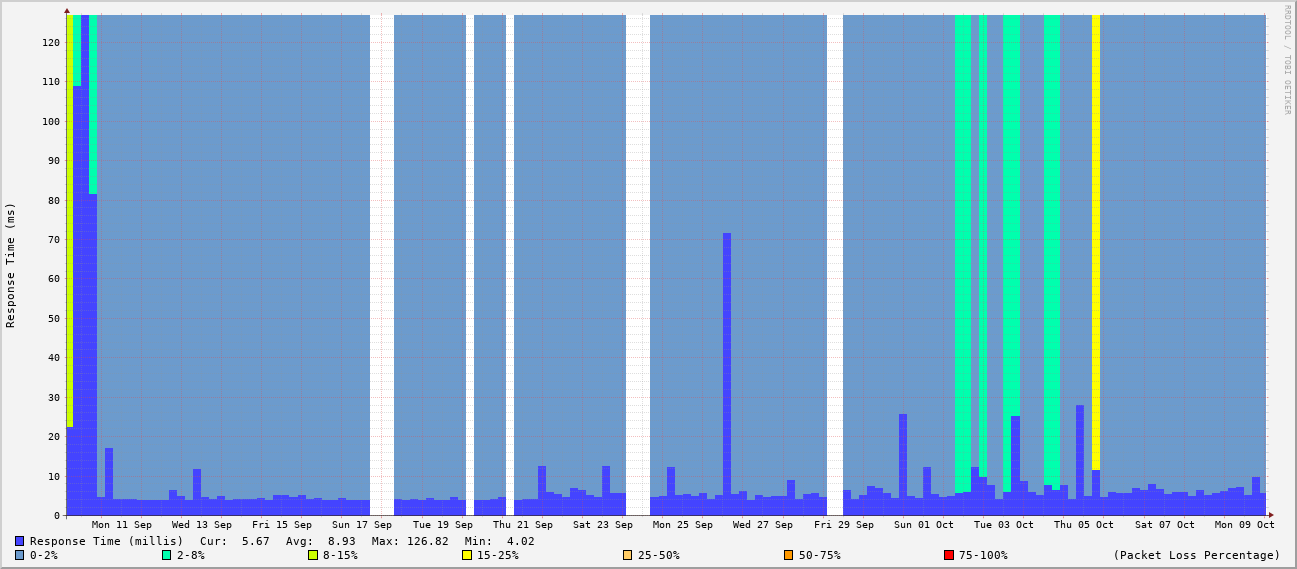 RRDTOOL / TOBI OETIKER
Response Time (ms)
120
110
100
90
80
70
60
50
40
30
20
10
0
Mon 11 Sep Wed 13 Sep Fri 15 Sep Sun 17 Sep Tue 19 Sep Thu 21 Sep Sat 23 Sep Mon 25 Sep Wed 27 Sep Fri 29 Sep Sun 01 Oct Tue 03 Oct Thu 05 Oct Sat 07 Oct Mon 09 Oct
Response Time (millis) Cur: 5.67 Avg: 8.93 Max: 126.82 Min: 4.02
0-2% 2-8% 8-15% 15-25% 25-50% 50-75% 75-100% (Packet Loss Percentage)